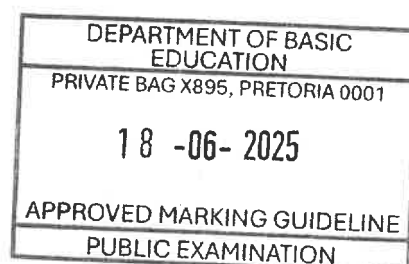 DEPARTMENT OF BASIC
EDUCATION
PRIVATE BAG X895, PRETORIA 0001
18 -06- 2025
APPROVED MARKING GUIDELINE
PUBLIC EXAMINATION